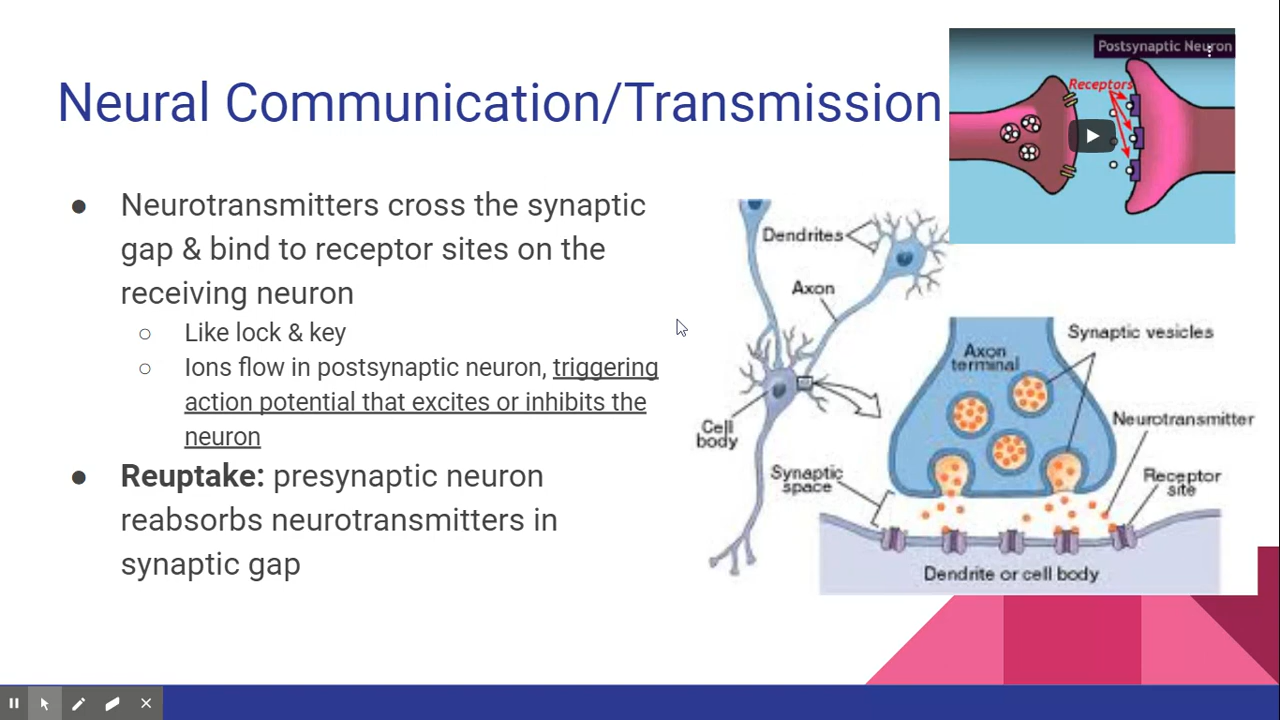 Neural Communication/Transmission
Postsynaptic Neuron
Receptors
● Neurotransmitters cross the synaptic
gap & bind to receptor sites on the
receiving neuron
○ Like lock & key
○ Ions flow in postsynaptic neuron, triggering
action potential that excites or inhibits the
neuron
● Reuptake: presynaptic neuron
reabsorbs neurotransmitters in
synaptic gap
Dendrites
Axon
Cell
body
Synaptic vesicles
Axon
terminal
Neurotransmitter
Synaptic
space
Receptor
site
Dendrite or cell body